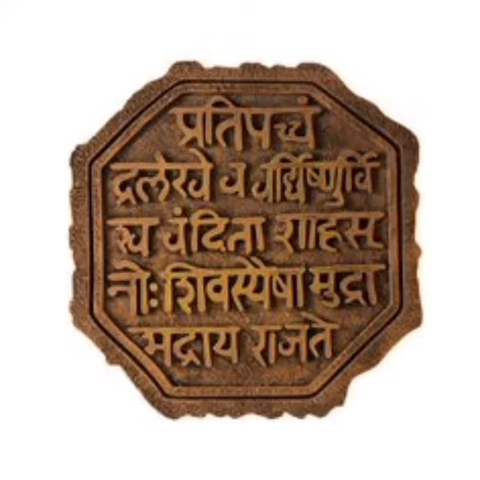 प्रतिपच्चं
द्रलेखेव वर्धिष्णुर्वि
श्व वंदिता शाहसू
नोः शिवस्यैषा मुद्रा
भद्राय राजते